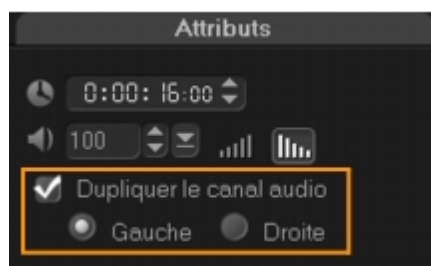 Attributs
0:00:16:00
100
Dupliquer le canal audio
Gauche Droite